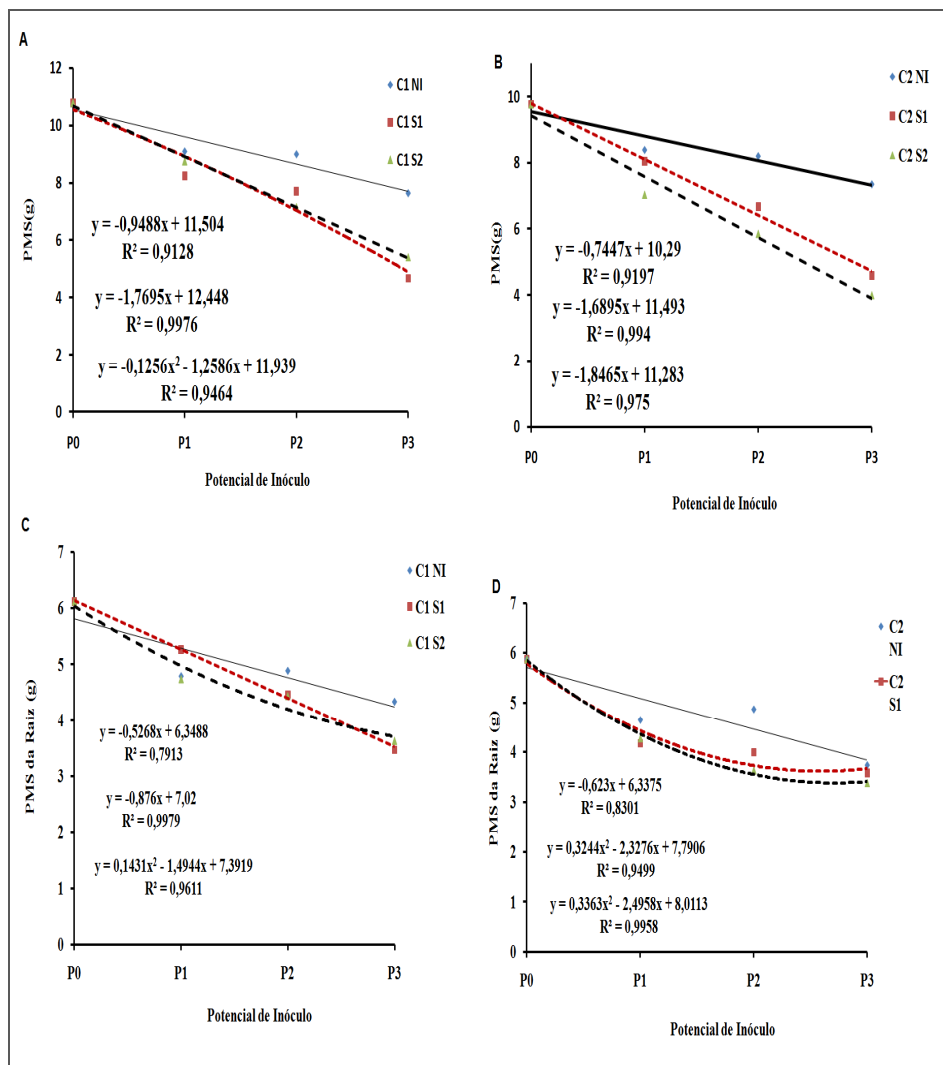 A
12
10
8
6
4
2
0
PMS(g)
C1 NI
C1 S1
C1 S2
y = -0,9488x + 11,504
R² = 0,9128
y = -1,7695x + 12,448
R² = 0,9976
y = -0,1256x² - 1,2586x + 11,939
R² = 0,9464
P0 P1 P2 P3
Potencial de Inóculo
B
10
8
6
4
2
0
PMS(g)
C2 NI
C2 S1
C2 S2
y = -0,7447x + 10,29
R² = 0,9197
y = -1,6895x + 11,493
R² = 0,994
y = -1,8465x + 11,283
R² = 0,975
P0 P1 P2 P3
Potencial de Inóculo
C
7
6
5
4
3
2
1
0
PMS da Raiz (g)
C1 NI
C1 S1
C1 S2
y = -0,5268x + 6,3488
R² = 0,7913
y = -0,876x + 7,02
R² = 0,9979
y = 0,1431x² - 1,4944x + 7,3919
R² = 0,9611
P0 P1 P2 P3
Potencial de Inóculo
D
7
6
5
4
3
2
1
0
PMS da Raiz (g)
C2
NI
C2
S1
y = -0,623x + 6,3375
R² = 0,8301
y = 0,3244x² - 2,3276x + 7,7906
R² = 0,9499
y = 0,3363x² - 2,4958x + 8,0113
R² = 0,9958
P0 P1 P2 P3
Potencial de Inóculo